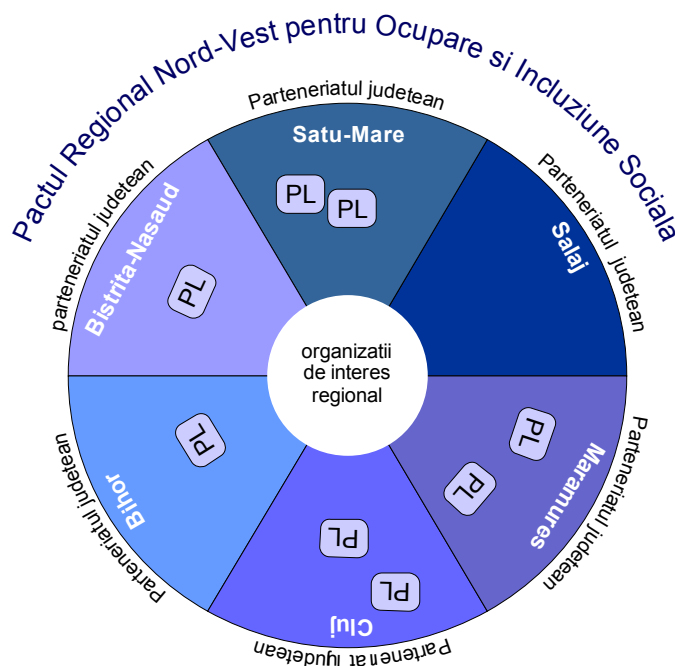 Pactul Regional Nord-Vest pentru Ocupare si Incluziune Sociala
Parteneriatul judetean
Satu-Mare
PL
PL
Parteneriatul judetean
Salaj
parteneriatul judetean
Bistrita-Nasaud
PL
organizatii
de interes
regional
Parteneriatul judetean
Bihor
PL
Parteneriatul judetean
Maramures
PL
PL
PL
PL
Cluj